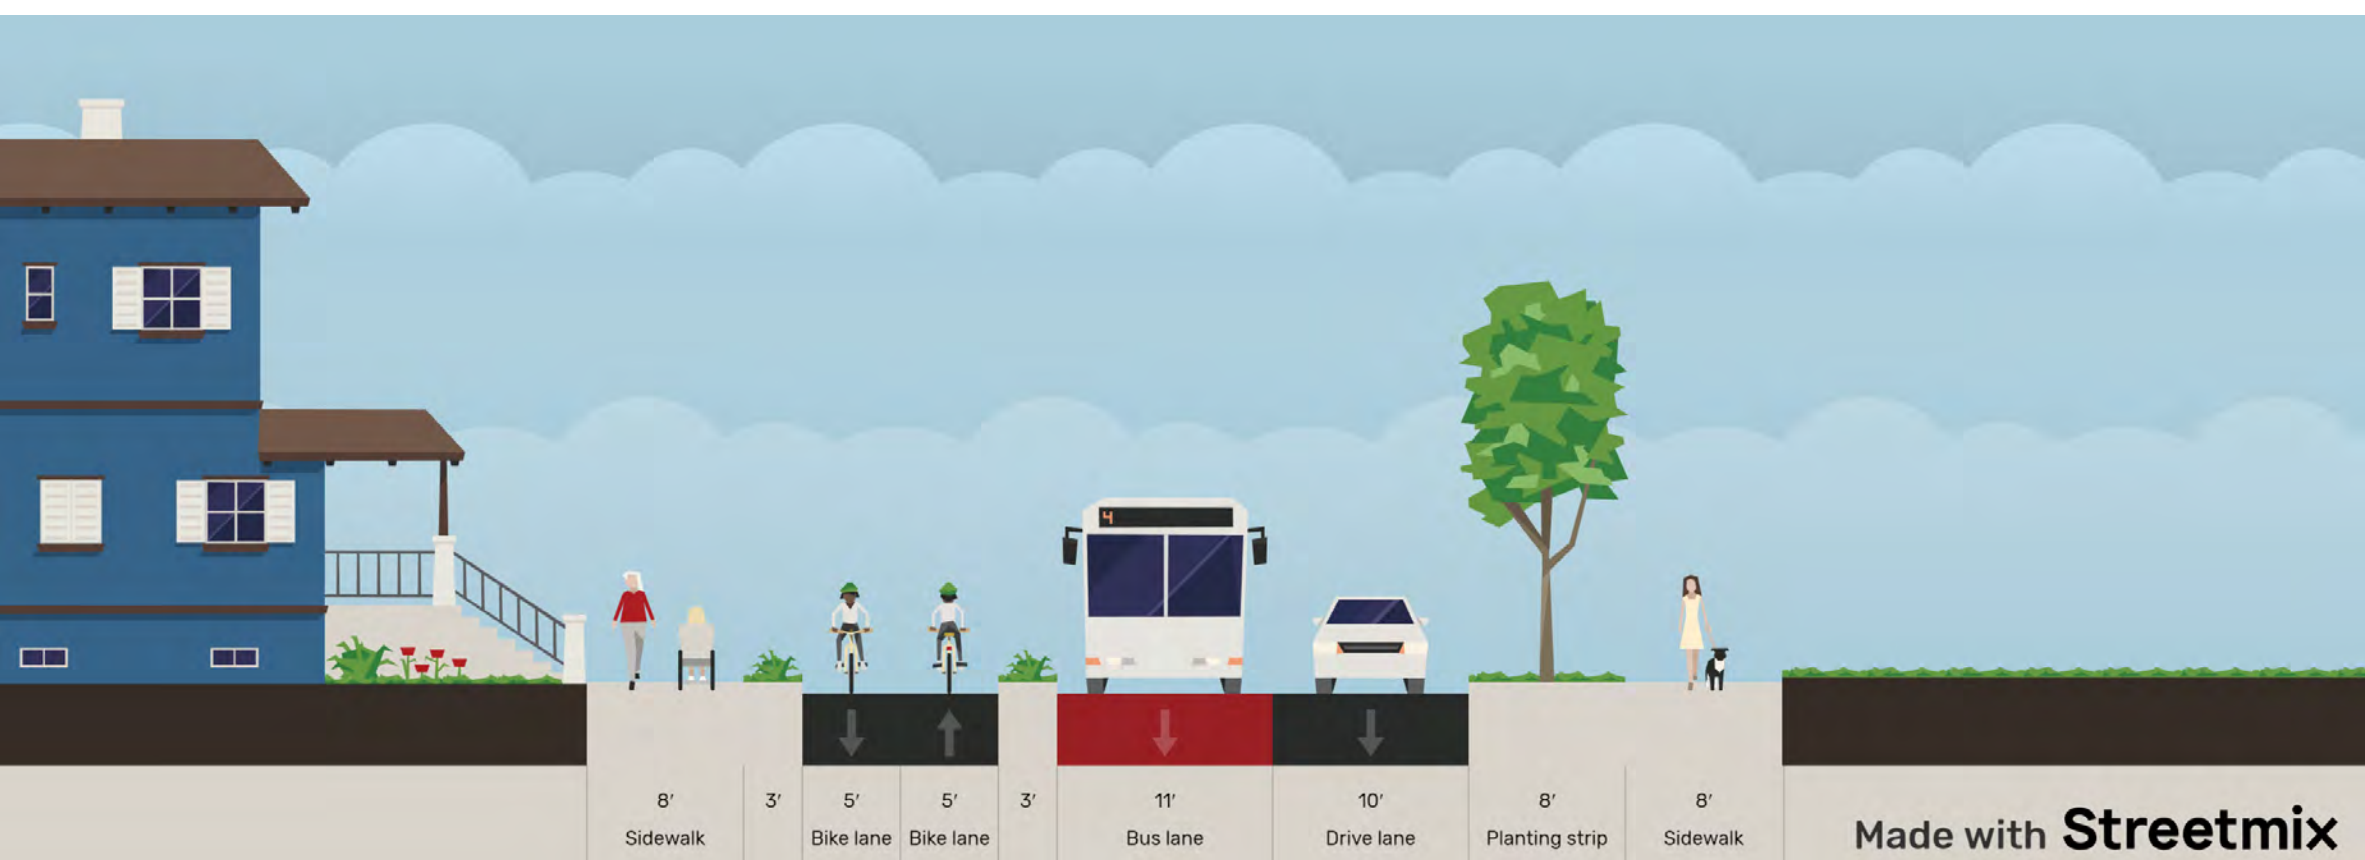 4
8′ 3′ 5′ 5′ 3′ 11′ 10′ 8′ 8′
Sidewalk Bike lane Bike lane Bus lane Drive lane Planting strip Sidewalk
Made with Streetmix